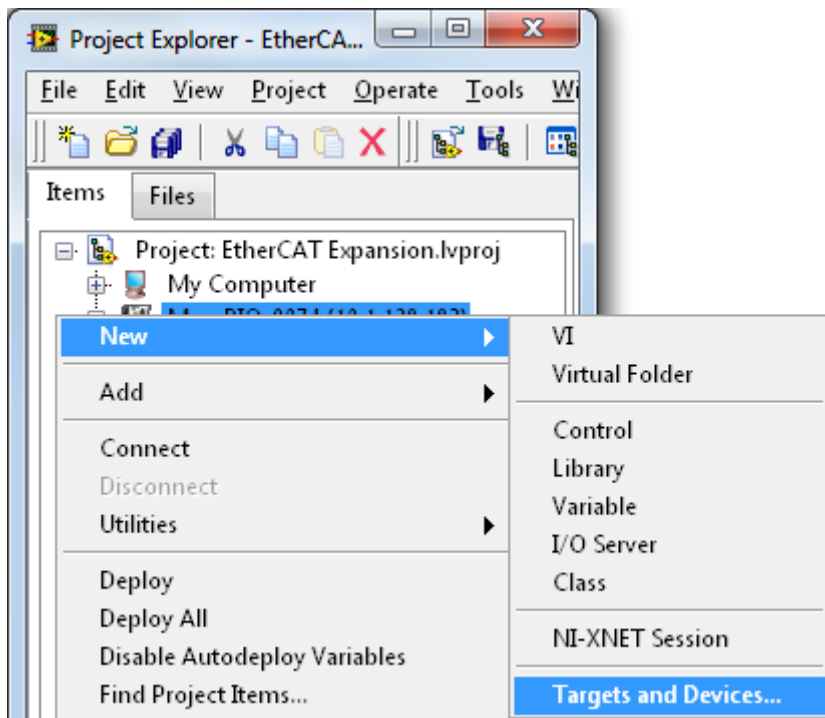 Project Explorer - EtherCA...
File Edit View Project Operate Tools Wi
Items Files
Project: EtherCAT Expansion.lvproj
My Computer
New
Add
Connect
Disconnect
Utilities
Deploy
Deploy All
Disable Autodeploy Variables
Find Project Items...
VI
Virtual Folder
Control
Library
Variable
I/O Server
Class
NI-XNET Session
Targets and Devices...